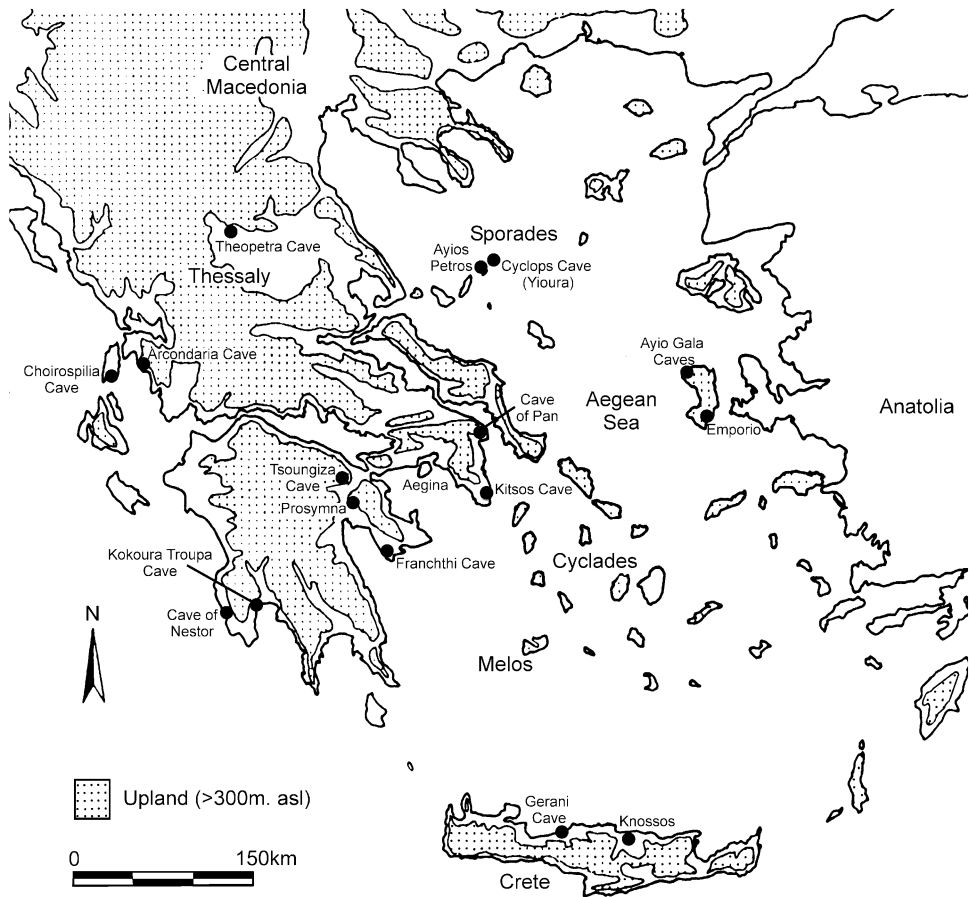 Central
Macedonia
Theopetra Cave
Thessaly
Sporades
Ayios
Petros
Cyclops Cave
(Yioura)
Arcondaria Cave
Choirospilia
Cave
Ayio Gala
Caves
Cave
of Pan
Aegean
Sea
Anatolia
Emporio
Tsoungiza
Cave
Aegina
Kitsos Cave
Prosymna
Kokoura Troupa
Cave
Franchthi Cave
Cyclades
Cave of
Nestor
N
Melos
Upland (>300m. asl)
Gerani
Cave
Knossos
0
150km
Crete